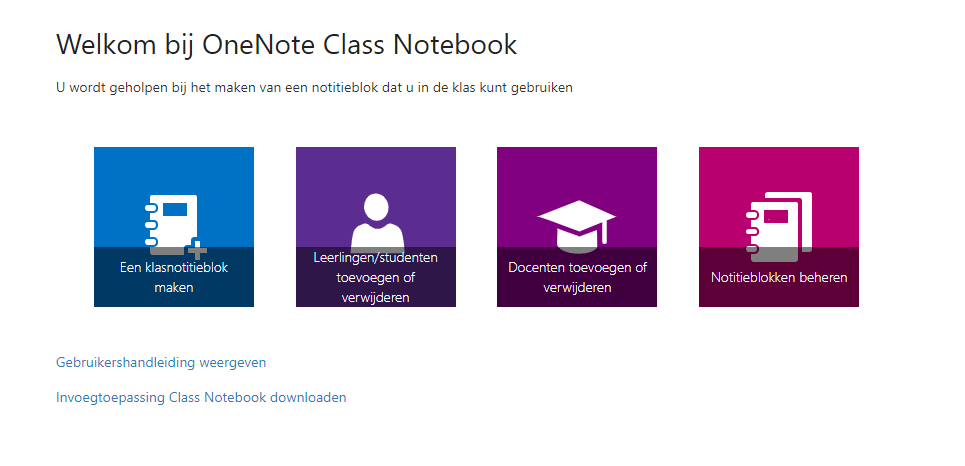 Welkom bij OneNote Class Notebook
U wordt geholpen bij het maken van een notitieblok dat u in de klas kunt gebruiken
Een klasnotitieblok
maken
Leerlingen/studenten
toevoegen of
verwijderen
Docenten toevoegen of
verwijderen
Notitieblokken beheren
Gebruikershandleiding weergeven
Invoegtoepassing Class Notebook downloaden